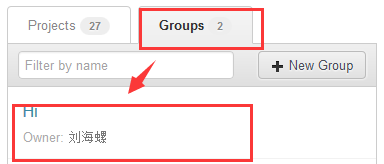 Projects 27 Groups 2
Filter by name + New Group
Hi
Owner: 刘海螺